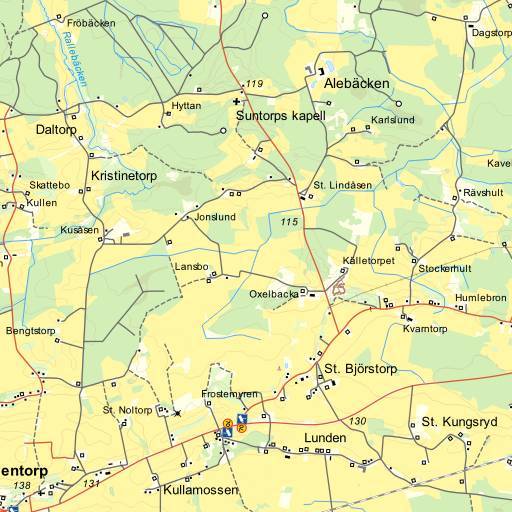 Fröbäcken
Dagstorp
Rallebäcken
119
Alebäcken
Hyttan
Suntorps kapell
Daltorp
Karlslund
Kave
Kristinetorp
Skattebo
St. Lindåsen
Rävshult
Kullen
Jonslund
115
Kusåsen
Källetorpet
Lansbo
Stockerhult
Oxelbacka
Humlebron
Bengtstorp
Kvarntorp
St. Björstorp
Frostemyren
St. Noltorp
130
St. Kungsryd
Lunden
entorp
138
131
Kullamossen